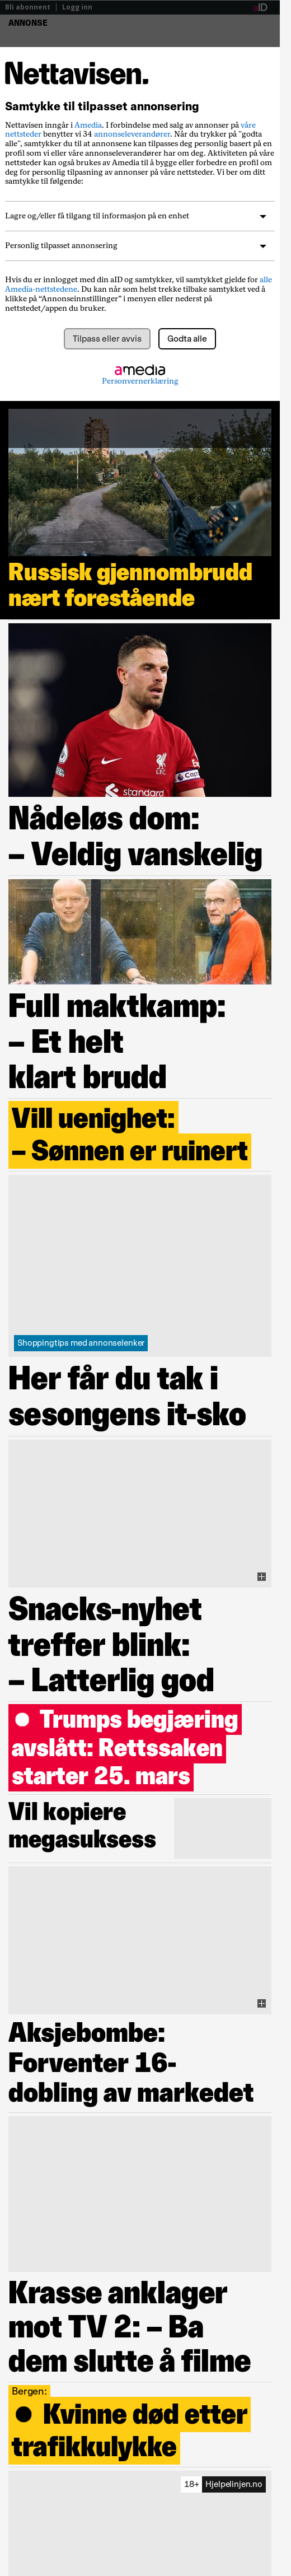 Bli abonnent | Logg inn
aID
ANNONSE
Nettavisen.
Samtykke til tilpasset annonsering
Nettavisen inngår i Amedia. I forbindelse med salg av annonser på våre
nettsteder benytter vi 34 annonseleverandører. Når du trykker på "godta
alle", samtykker du til at annonsene kan tilpasses deg personlig basert på en
profil som vi eller våre annonseleverandører har om deg. Aktiviteten på våre
nettsteder kan også brukes av Amedia til å bygge eller forbedre en profil om
deg for personlig tilpasning av annonser på våre nettsteder. Vi ber om ditt
samtykke til følgende:
Lagre og/eller få tilgang til informasjon på en enhet
Personlig tilpasset annonsering
Hvis du er innlogget med din aID og samtykker, vil samtykket gjelde for alle
Amedia-nettstedene. Du kan når som helst trekke tilbake samtykket ved å
klikke på “Annonseinnstillinger” i menyen eller nederst på
nettstedet/appen du bruker.
Tilpass eller avvis Godta alle
amedia
Personvernerklæring
Russisk gjennombrudd
nært forestående
standard
LFC
Nådeløs dom:
– Veldig vanskelig
Full maktkamp:
– Et helt
klart brudd
Vill uenighet:
– Sønnen er ruinert
Shoppingtips med annonselenker
Her får du tak i
sesongens it-sko
Snacks-nyhet
treffer blink:
– Latterlig god
Trumps begjæring
avslått: Rettssaken
starter 25. mars
Vil kopiere
megasuksess
Aksjebombe:
Forventer 16-
dobling av markedet
Krasse anklager
mot TV 2: – Ba
dem slutte å filme
Bergen:
Kvinne død etter
trafikkulykke
18+ Hjelpelinjen.no